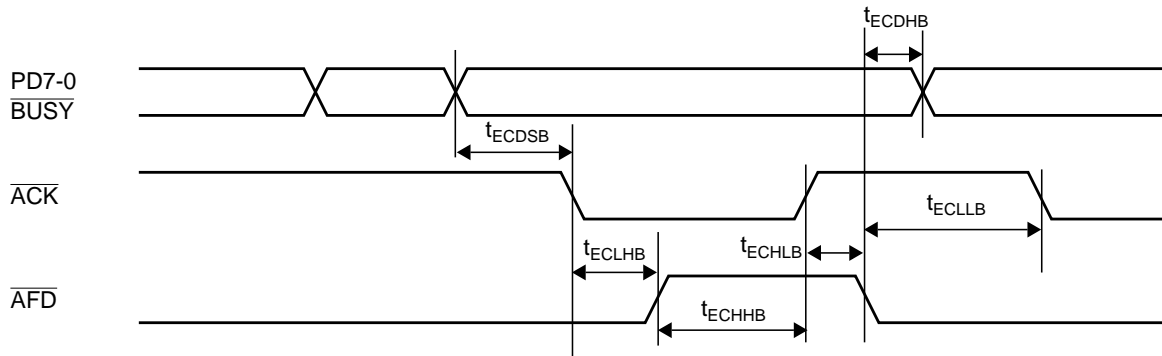 tECDHB
PD7-0
BUSY
tECDSB
ACK
tECLLB
tECLHB
tECHLB
AFD
tECHHB